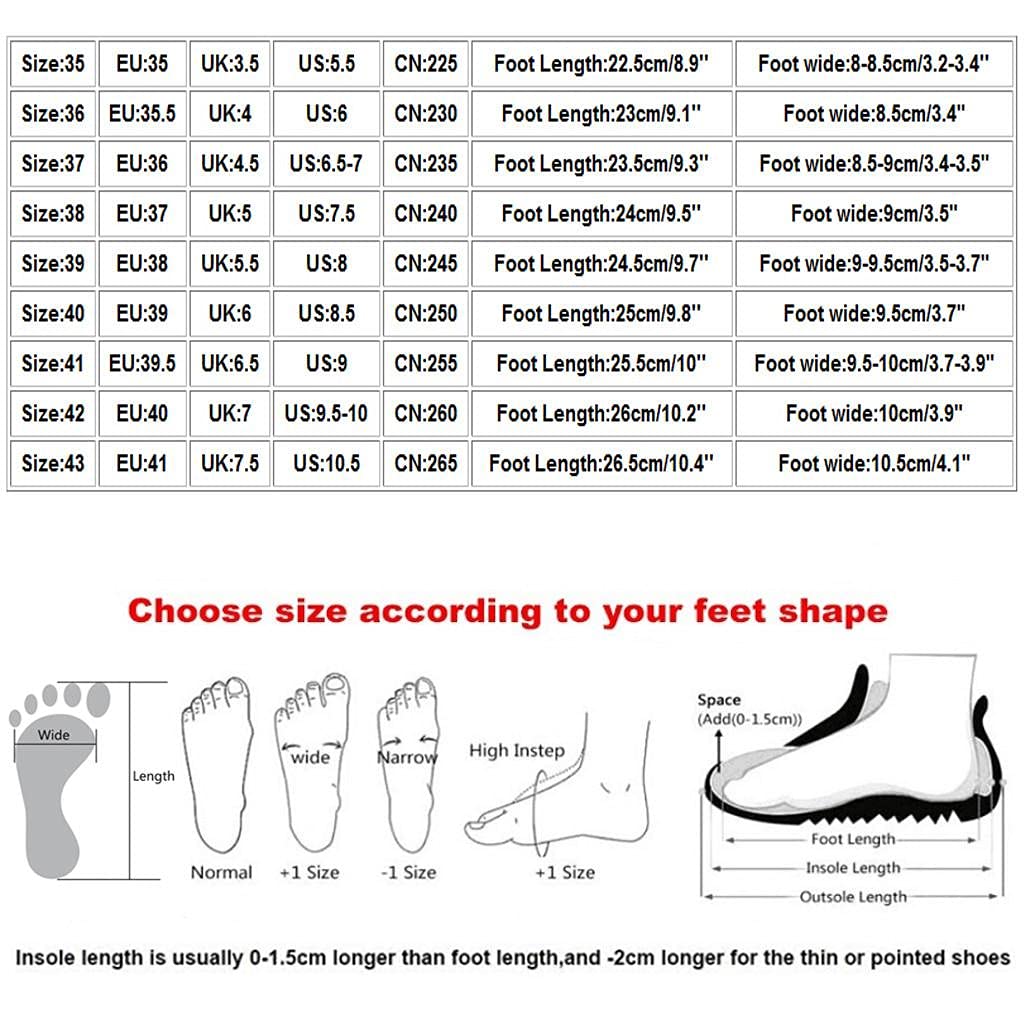 Size:35 EU:35 UK:3.5 US:5.5 CN:225 Foot Length:22.5cm/8.9'' Foot wide:8-8.5cm/3.2-3.4''
Size:36 EU:35.5 UK:4 US:6 CN:230 Foot Length:23cm/9.1'' Foot wide:8.5cm/3.4''
Size:37 EU:36 UK:4.5 US:6.5-7 CN:235 Foot Length:23.5cm/9.3'' Foot wide:8.5-9cm/3.4-3.5''
Size:38 EU:37 UK:5 US:7.5 CN:240 Foot Length:24cm/9.5'' Foot wide:9cm/3.5''
Size:39 EU:38 UK:5.5 US:8 CN:245 Foot Length:24.5cm/9.7'' Foot wide:9-9.5cm/3.5-3.7''
Size:40 EU:39 UK:6 US:8.5 CN:250 Foot Length:25cm/9.8'' Foot wide:9.5cm/3.7''
Size:41 EU:39.5 UK:6.5 US:9 CN:255 Foot Length:25.5cm/10'' Foot wide:9.5-10cm/3.7-3.9''
Size:42 EU:40 UK:7 US:9.5-10 CN:260 Foot Length:26cm/10.2'' Foot wide:10cm/3.9''
Size:43 EU:41 UK:7.5 US:10.5 CN:265 Foot Length:26.5cm/10.4'' Foot wide:10.5cm/4.1''
Choose size according to your feet shape
Wide
Length
Normal
wide
+1 Size
Narrow
-1 Size
High Instep
+1 Size
Space
(Add(0-1.5cm))
Foot Length
Insole Length
Outsole Length
Insole length is usually 0-1.5cm longer than foot length,and -2cm longer for the thin or pointed shoes